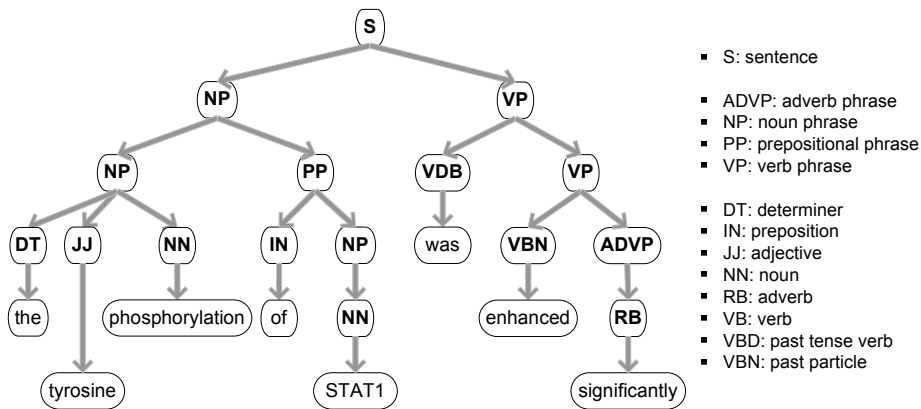 S
NP VP
NP PP VDB VP
DT JJ NN IN NP was VBN ADVP
the phosphorylation of NN enhanced RB
tyrosine STAT1 significantly
▪ S: sentence
▪ ADVP: adverb phrase
▪ NP: noun phrase
▪ PP: prepositional phrase
▪ VP: verb phrase
▪ DT: determiner
▪ IN: preposition
▪ JJ: adjective
▪ NN: noun
▪ RB: adverb
▪ VB: verb
▪ VBD: past tense verb
▪ VBN: past particle